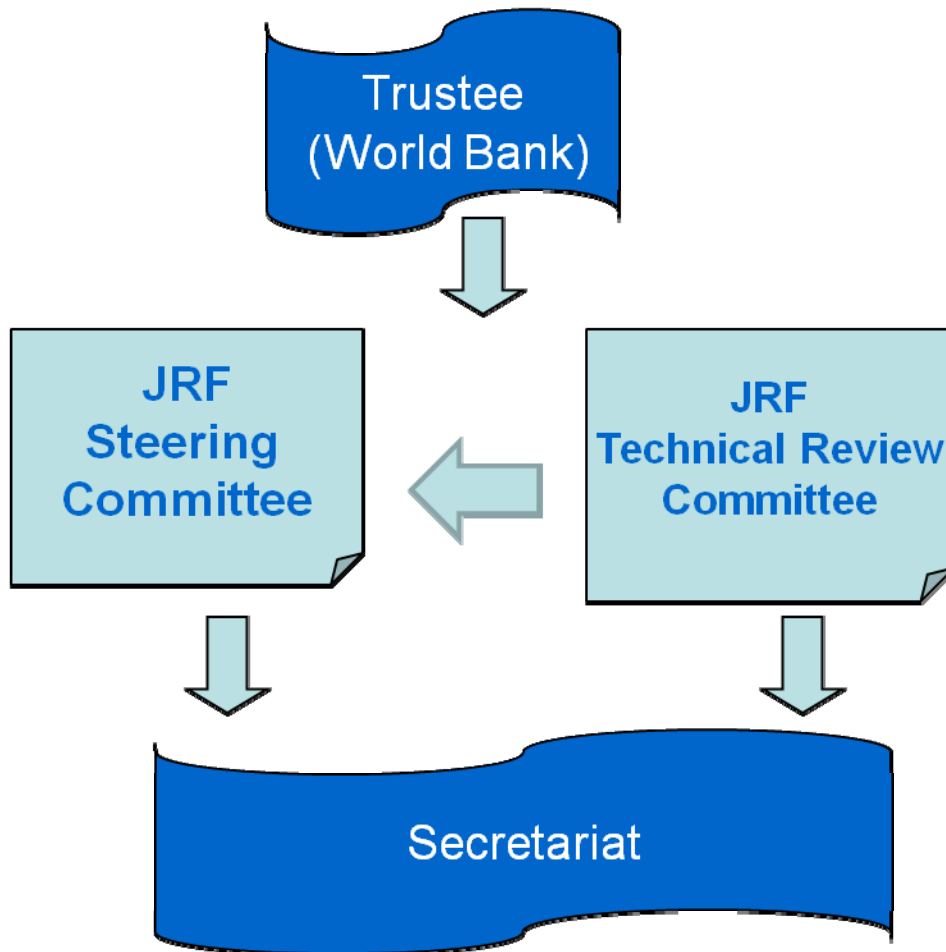 Trustee
(World Bank)
JRF
Steering
Committee
JRF
Technical Review
Committee
Secretariat